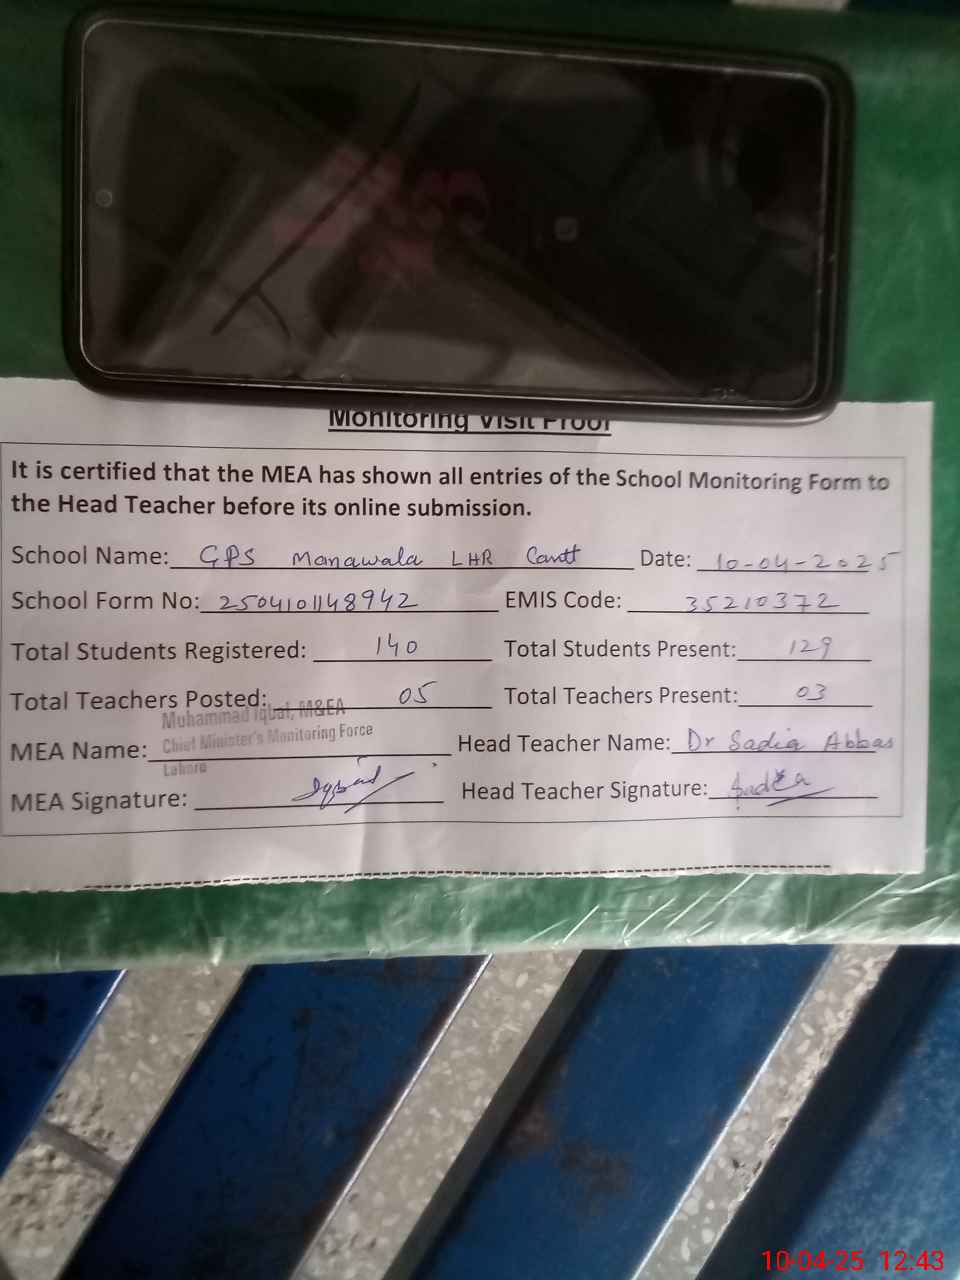 Monitoring Visit Proof
It is certified that the MEA has shown all entries of the School Monitoring Form to
the Head Teacher before its online submission.
School Name: GPS Manawala LHR Cantt Date: 10-04-2025
School Form No: 2504101148942 EMIS Code: 35210372
Total Students Registered: 140 Total Students Present: 129
Total Teachers Posted: 05 Total Teachers Present: 03
Muhammad Iqbal, M&EA
Chief Minister's Monitoring Force
Lahore
MEA Name: Head Teacher Name: Dr Sadia Abbas
MEA Signature: Iqbal Head Teacher Signature: Sadia
10-04-25 12:43